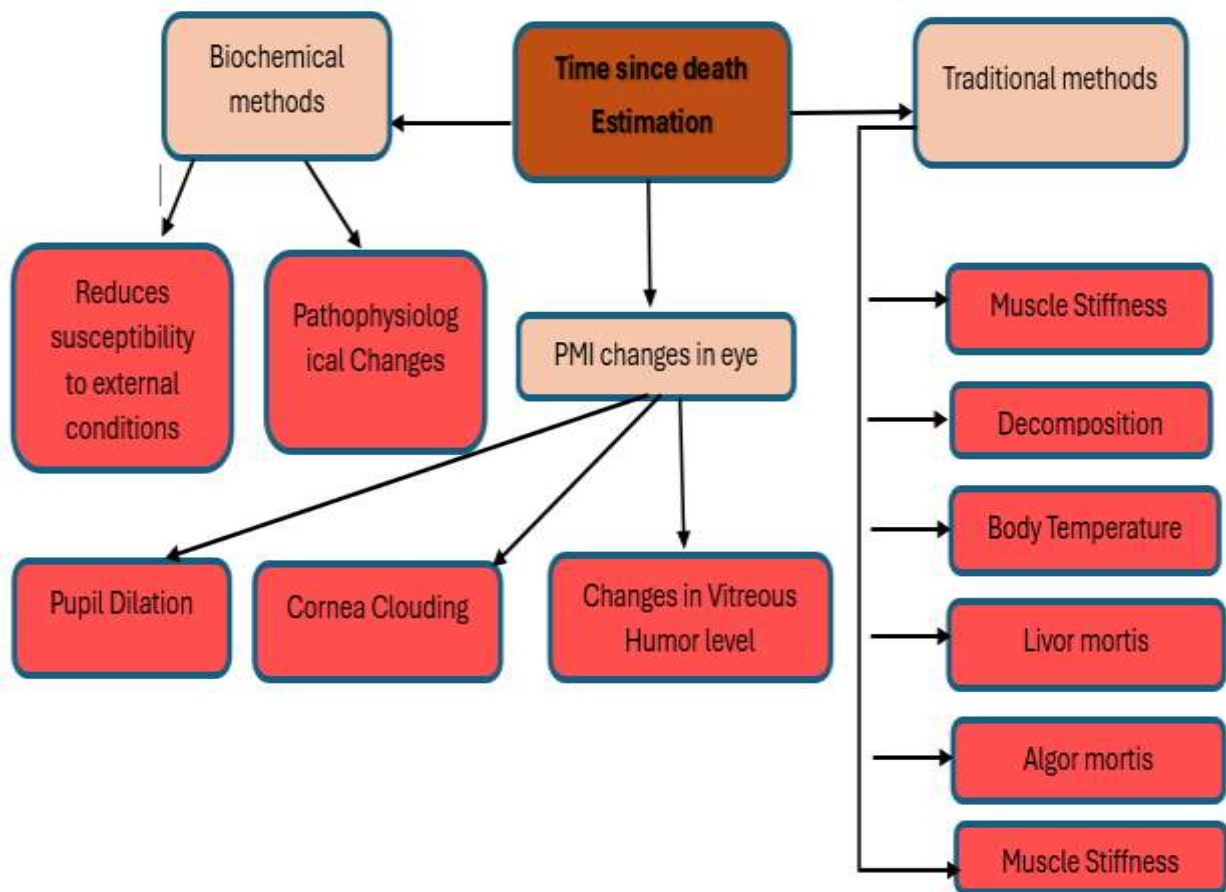 Biochemical
methods
Time since death
Estimation
Traditional methods
Reduces
susceptibility
to external
conditions
Pathophysiolog
ical Changes
PMI changes in eye
Pupil Dilation
Cornea Clouding
Changes in Vitreous
Humor level
Muscle Stiffness
Decomposition
Body Temperature
Livor mortis
Algor mortis
Muscle Stiffness